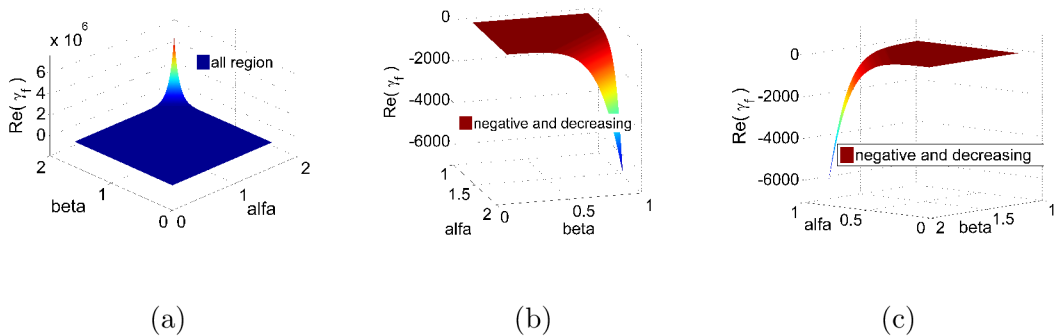 x 10^6
6
4
2
0
Re( γ_f )
all region
2
1
0
beta
0
1
2
alfa
(a)
0
-2000
-4000
-6000
Re( γ_f )
negative and decreasing
1
1.5
2
alfa
0
0.5
1
beta
(b)
0
-2000
-4000
-6000
Re( γ_f )
negative and decreasing
1
0.5
0
alfa
2
1.5
1
beta
(c)